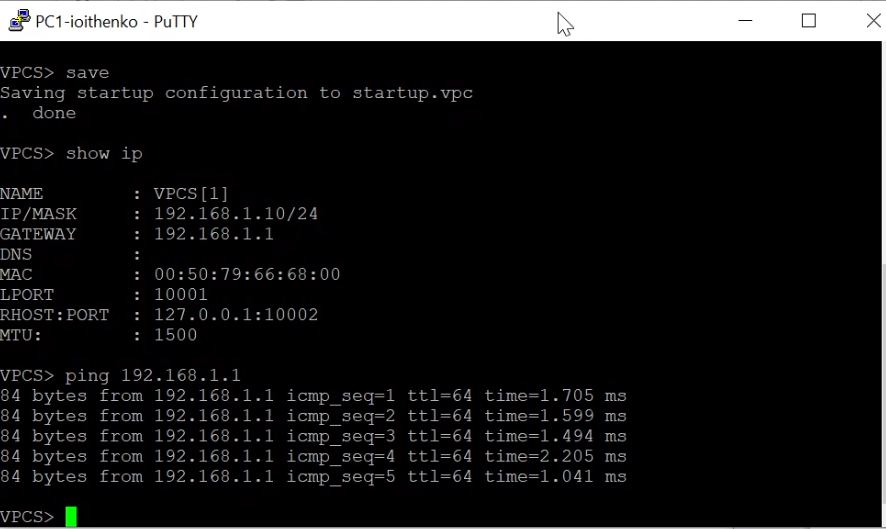 PC1-ioithenko - PuTTY
VPCS> save
Saving startup configuration to startup.vpc
.  done
VPCS> show ip
NAME        : VPCS[1]
IP/MASK     : 192.168.1.10/24
GATEWAY     : 192.168.1.1
DNS         :
MAC         : 00:50:79:66:68:00
LPORT       : 10001
RHOST:PORT  : 127.0.0.1:10002
MTU:        : 1500
VPCS> ping 192.168.1.1
84 bytes from 192.168.1.1 icmp_seq=1 ttl=64 time=1.705 ms
84 bytes from 192.168.1.1 icmp_seq=2 ttl=64 time=1.599 ms
84 bytes from 192.168.1.1 icmp_seq=3 ttl=64 time=1.494 ms
84 bytes from 192.168.1.1 icmp_seq=4 ttl=64 time=2.205 ms
84 bytes from 192.168.1.1 icmp_seq=5 ttl=64 time=1.041 ms
VPCS>